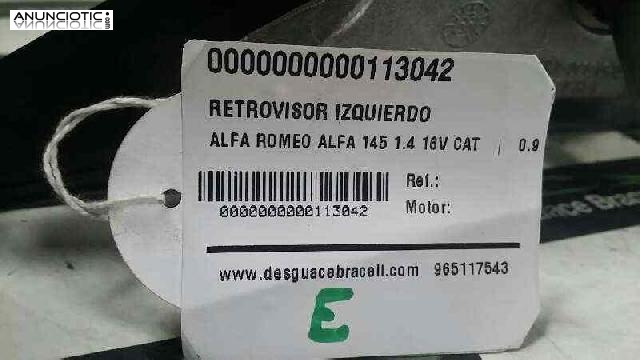 ANUNCIOTIC.es
0000000000113042
RETROVISOR IZQUIERDO
ALFA ROMEO ALFA 145 1.4 16V CAT | 0.9
Ref.:
0000000000113042
Motor:
www.desguacebracell.com 965117543
E